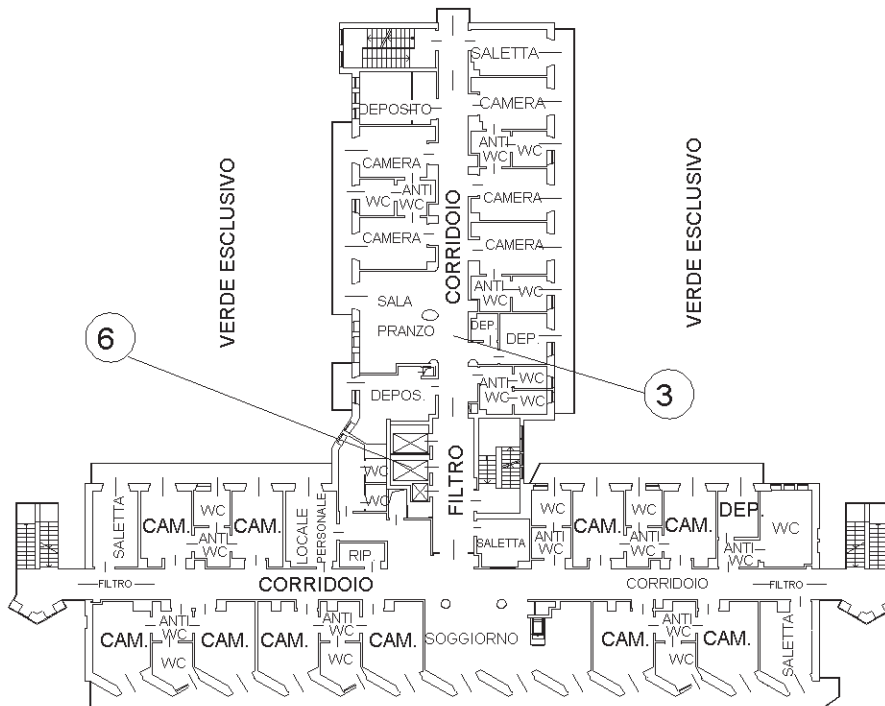 SALETTA
DEPOSITO
CAMERA
ANTI
WC
WC
CAMERA
ANTI
WC
WC
CAMERA
VERDE ESCLUSIVO
VERDE ESCLUSIVO
CORRIDOIO
CAMERA
CAMERA
ANTI
WC
WC
SALA
PRANZO
DEP.
DEP.
6
3
DEPOS.
ANTI
WC
WC
WC
FILTRO
WC
WC
SALETTA
CAM.
WC
ANTI
WC
CAM.
LOCALE
PERSONALE
RIP.
SALETTA
WC
ANTI
WC
CAM.
WC
ANTI
WC
CAM.
DEP.
ANTI
WC
WC
FILTRO
CORRIDOIO
CORRIDOIO
FILTRO
CAM.
ANTI
WC
WC
CAM.
CAM.
ANTI
WC
WC
CAM.
SOGGIORNO
CAM.
ANTI
WC
WC
CAM.
SALETTA